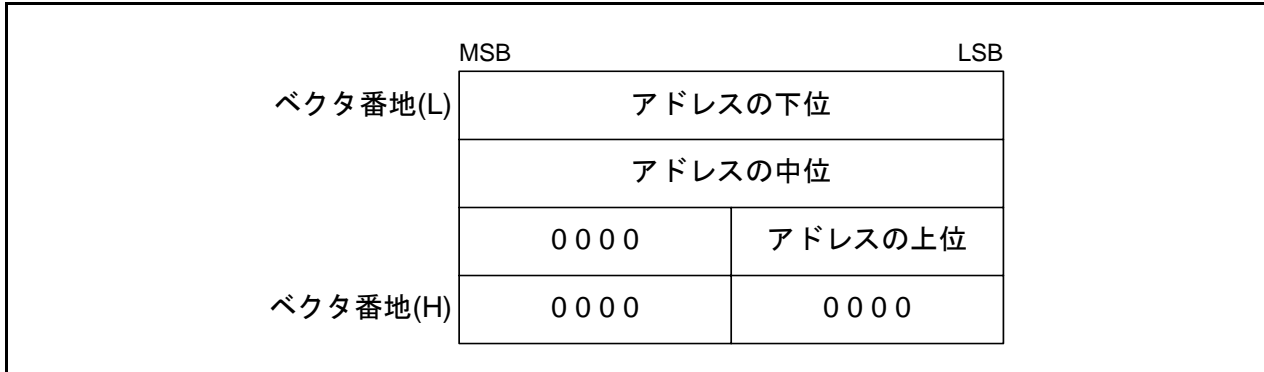 MSB LSB
ベクタ番地(L) アドレスの下位
アドレスの中位
0000 アドレスの上位
ベクタ番地(H) 0000 0000